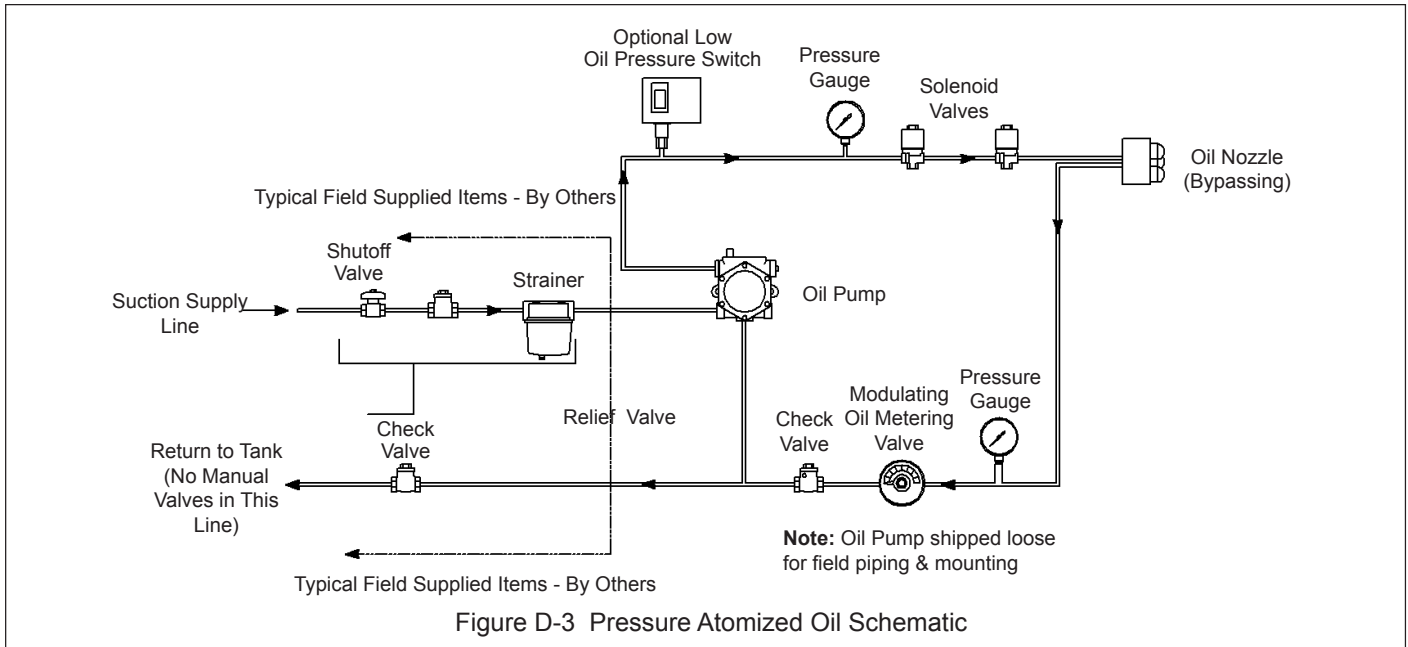 Optional Low
Oil Pressure Switch
Pressure
Gauge
Solenoid
Valves
Oil Nozzle
(Bypassing)
Typical Field Supplied Items - By Others
Shutoff
Valve
Strainer
Suction Supply
Line
Oil Pump
Relief Valve
Check
Valve
Return to Tank
(No Manual
Valves in This
Line)
Check
Valve
Modulating
Oil Metering
Valve
Pressure
Gauge
Note: Oil Pump shipped loose
for field piping & mounting
Typical Field Supplied Items - By Others
Figure D-3 Pressure Atomized Oil Schematic